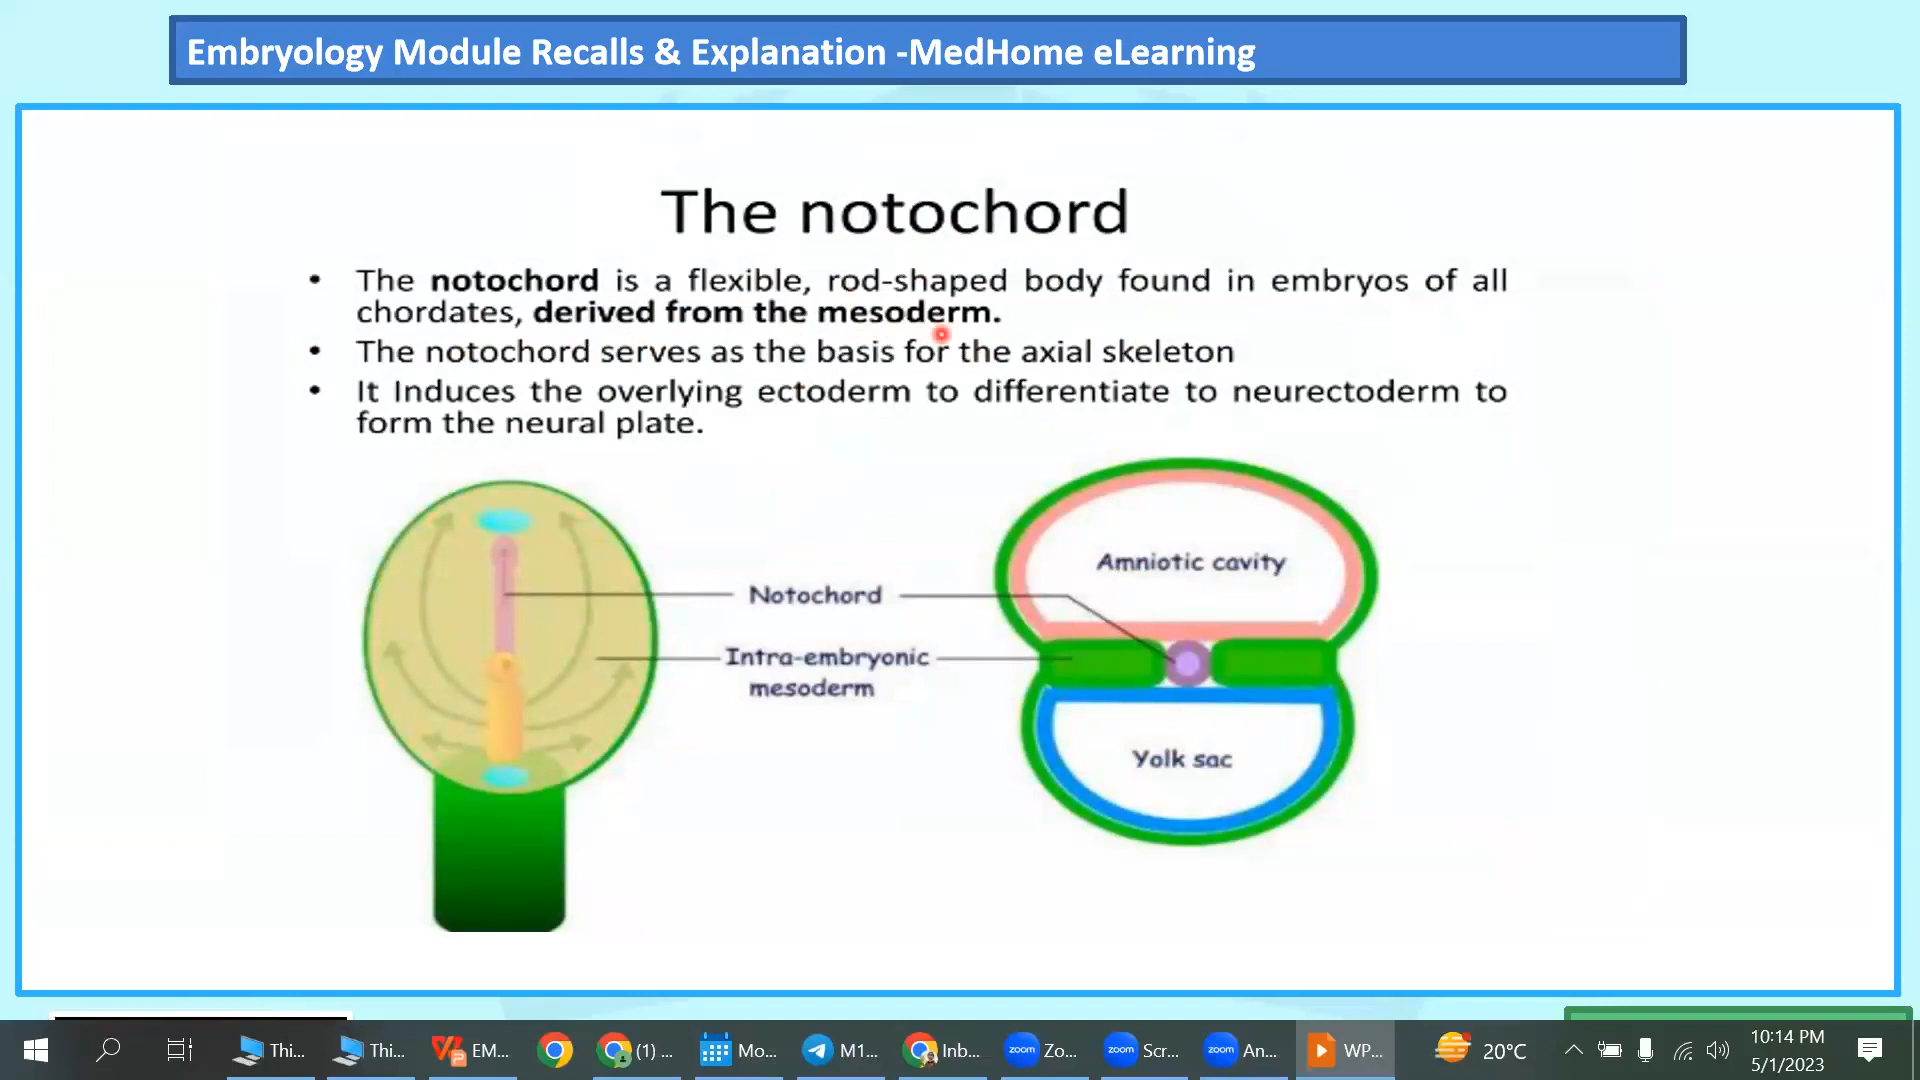 Embryology Module Recalls & Explanation -MedHome eLearning
The notochord
• The notochord is a flexible, rod-shaped body found in embryos of all
chordates, derived from the mesoderm.
• The notochord serves as the basis for the axial skeleton
• It Induces the overlying ectoderm to differentiate to neurectoderm to
form the neural plate.
Amniotic cavity
Notochord
Intra-embryonic
mesoderm
Yolk sac
Thi...
Thi...
EM...
(1) ...
Mo...
M1...
Inb...
zoom Zo...
zoom Scr...
zoom An...
WP...
20°C
10:14 PM
5/1/2023